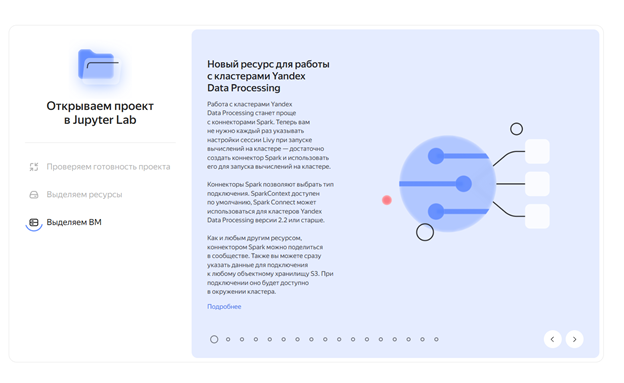 Открываем проект
в Jupyter Lab
Проверяем готовность проекта
Выделяем ресурсы
Выделяем ВМ
Новый ресурс для работы
с кластерами Yandex
Data Processing
Работа с кластерами Yandex
Data Processing станет проще
с коннекторами Spark. Теперь вам
не нужно каждый раз указывать
настройки сессии Livy при запуске
вычислений на кластере — достаточно
создать коннектор Spark и использовать
его для запуска вычислений на кластере.
Коннекторы Spark позволяют выбрать тип
подключения. SparkContext доступен
по умолчанию, Spark Connect может
использоваться для кластеров Yandex
Data Processing версии 2.2 или старше.
Как и любым другим ресурсом,
коннектором Spark можно поделиться
в сообществе. Также вы можете сразу
указать данные для подключения
к любому объектному хранилищу S3. При
подключении оно будет доступно
в окружении кластера.
Подробнее